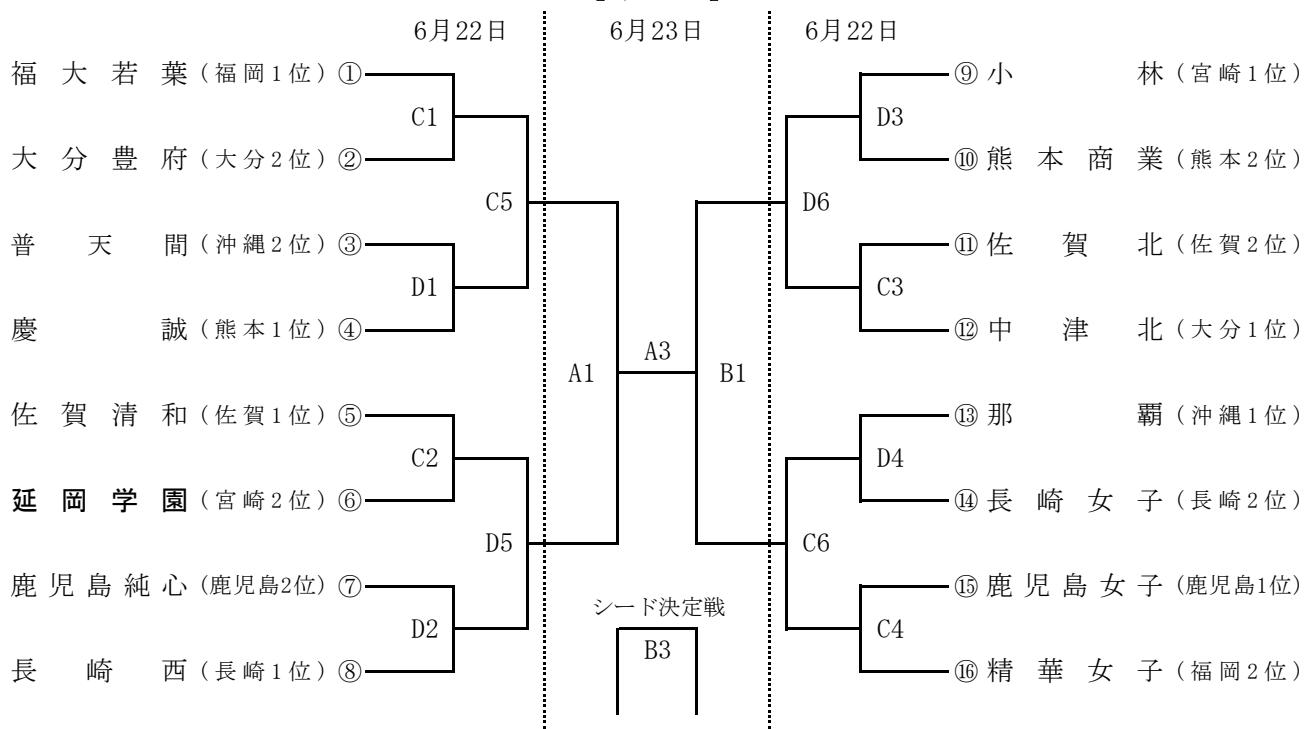 6月22日 6月23日 6月22日
福大若葉(福岡1位)① ⑨小林(宮崎1位)
C1 D3
大分豊府(大分2位)② ⑩熊本商業(熊本2位)
C5 D6
普天間(沖縄2位)③ ⑪佐賀北(佐賀2位)
D1 C3
慶誠(熊本1位)④ ⑫中津北(大分1位)
A1 A3 B1
佐賀清和(佐賀1位)⑤ ⑬那覇(沖縄1位)
C2 D4
延岡学園(宮崎2位)⑥ ⑭長崎女子(長崎2位)
D5 C6
鹿児島純心(鹿児島2位)⑦ ⑮鹿児島女子(鹿児島1位)
シード決定戦
D2 B3 C4
長崎西(長崎1位)⑧ ⑯精華女子(福岡2位)